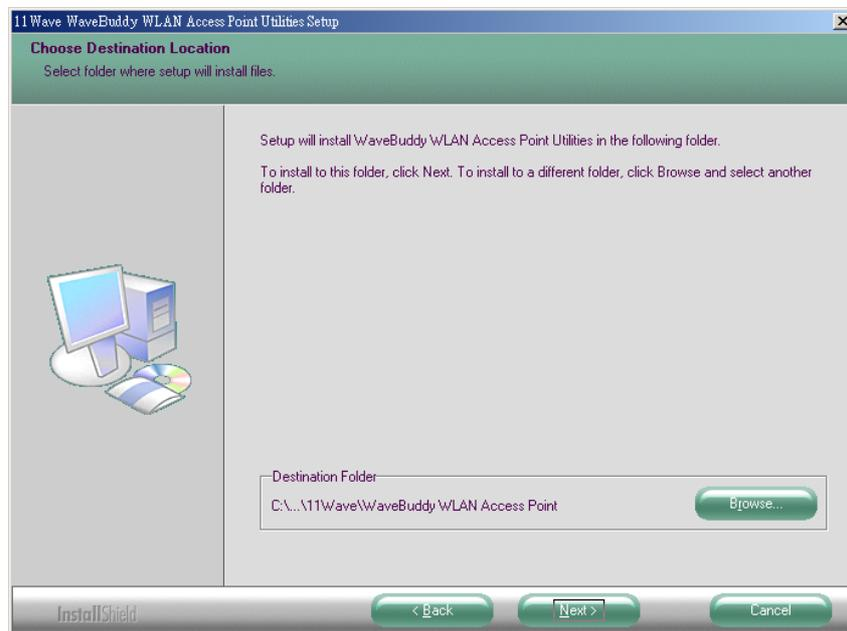 11Wave WaveBuddy WLAN Access Point Utilities Setup
Choose Destination Location
Select folder where setup will install files.
Setup will install WaveBuddy WLAN Access Point Utilities in the following folder.
To install to this folder, click Next. To install to a different folder, click Browse and select another
folder.
Destination Folder
C:\...\11Wave\WaveBuddy WLAN Access Point
Browse...
InstallShield
< Back
Next >
Cancel